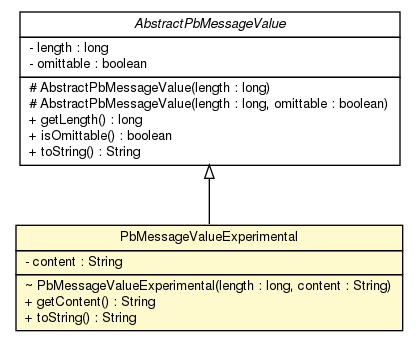 AbstractPbMessageValue
- length : long
- omittable : boolean
# AbstractPbMessageValue(length : long)
# AbstractPbMessageValue(length : long, omittable : boolean)
+ getLength() : long
+ isOmittable() : boolean
+ toString() : String
PbMessageValueExperimental
- content : String
~ PbMessageValueExperimental(length : long, content : String)
+ getContent() : String
+ toString() : String